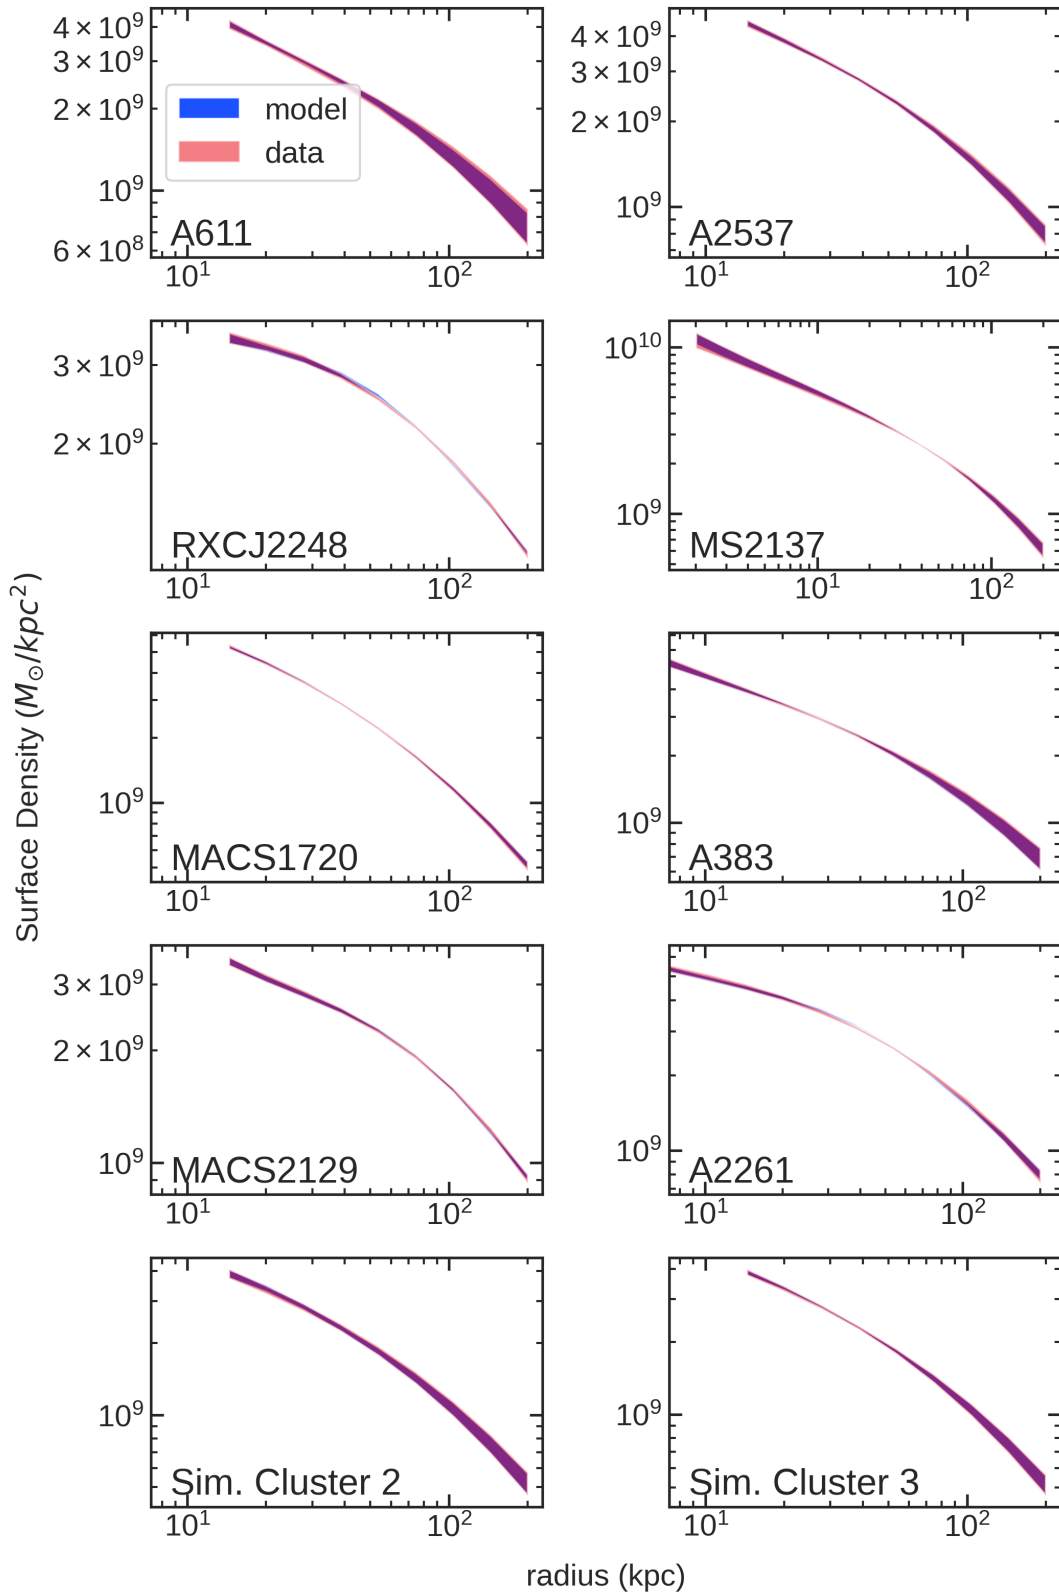 4 × 10⁹
3 × 10⁹
2 × 10⁹
10⁹
6 × 10⁸
model
data
A611
10¹ 10²
4 × 10⁹
3 × 10⁹
2 × 10⁹
10⁹
A2537
10¹ 10²
3 × 10⁹
2 × 10⁹
RXCJ2248
10¹ 10²
10¹⁰
10⁹
MS2137
10¹ 10²
Surface Density (M⊙/kpc²)
10⁹
MACS1720
10¹ 10²
10⁹
A383
10¹ 10²
3 × 10⁹
2 × 10⁹
10⁹
MACS2129
10¹ 10²
10⁹
A2261
10¹ 10²
10⁹
Sim. Cluster 2
10¹ 10²
10⁹
Sim. Cluster 3
10¹ 10²
radius (kpc)